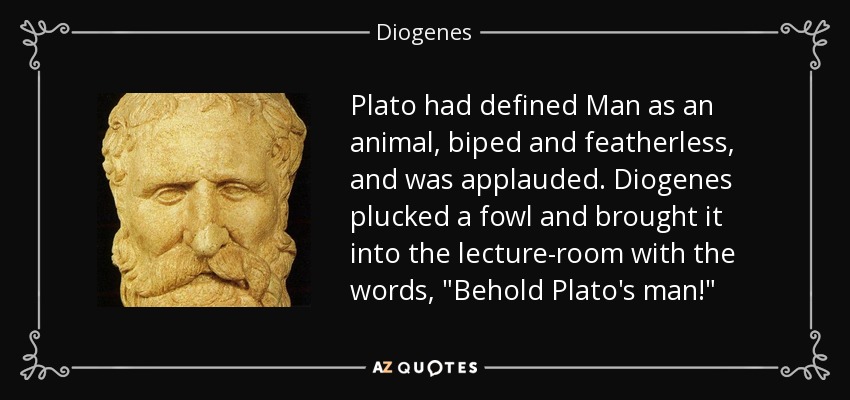 Diogenes
Plato had defined Man as an
animal, biped and featherless,
and was applauded. Diogenes
plucked a fowl and brought it
into the lecture-room with the
words, "Behold Plato's man!"
AZ QUOTES